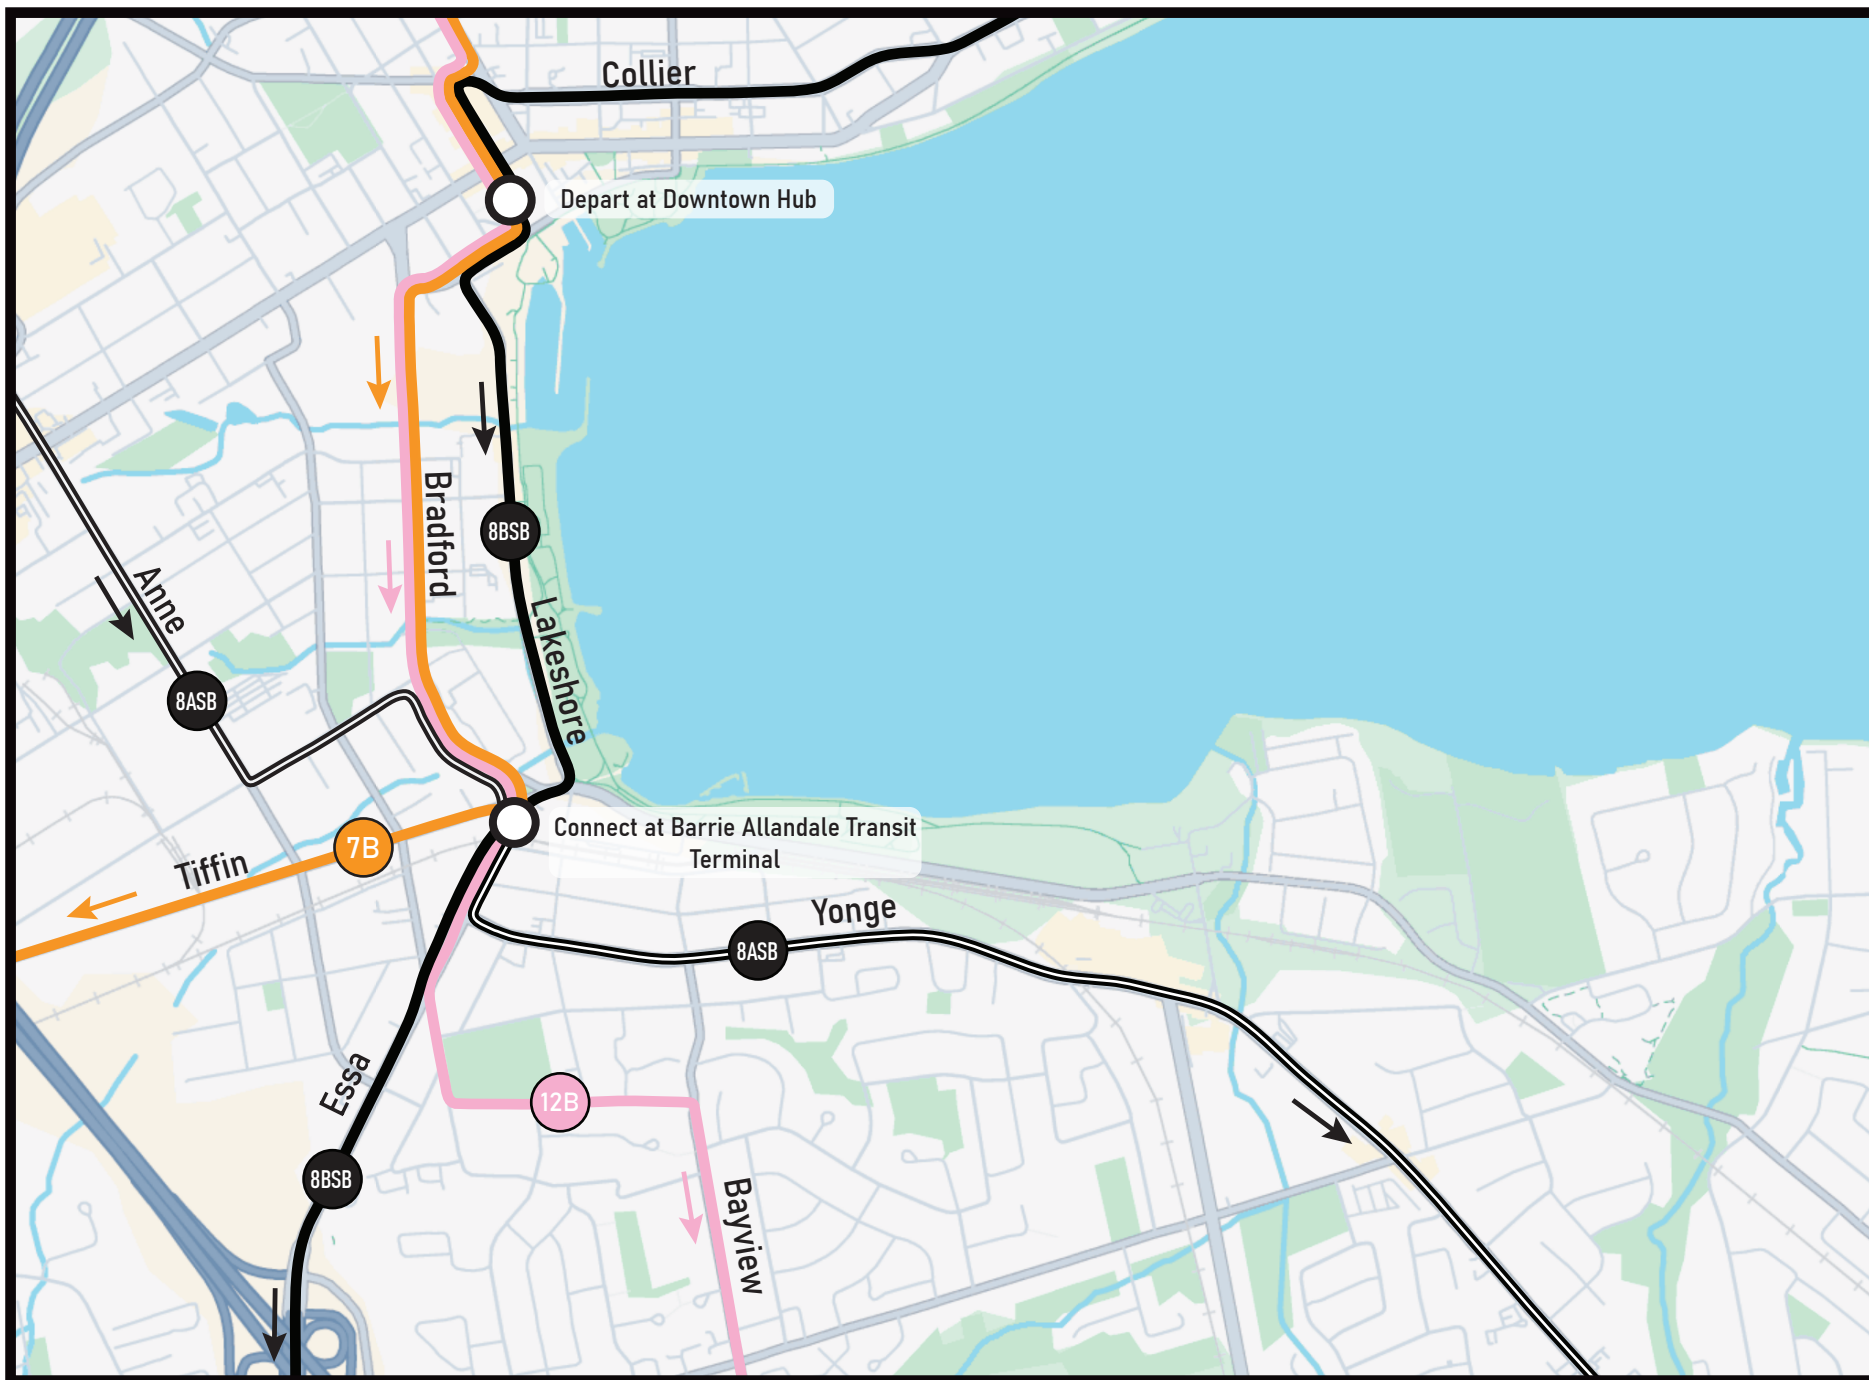 Collier
Depart at Downtown Hub
Bradford
8BSB
Anne
Lakeshore
8ASB
Connect at Barrie Allandale Transit
Terminal
7B
Tiffin
Yonge
8ASB
Essa
12B
8BSB
Bayview